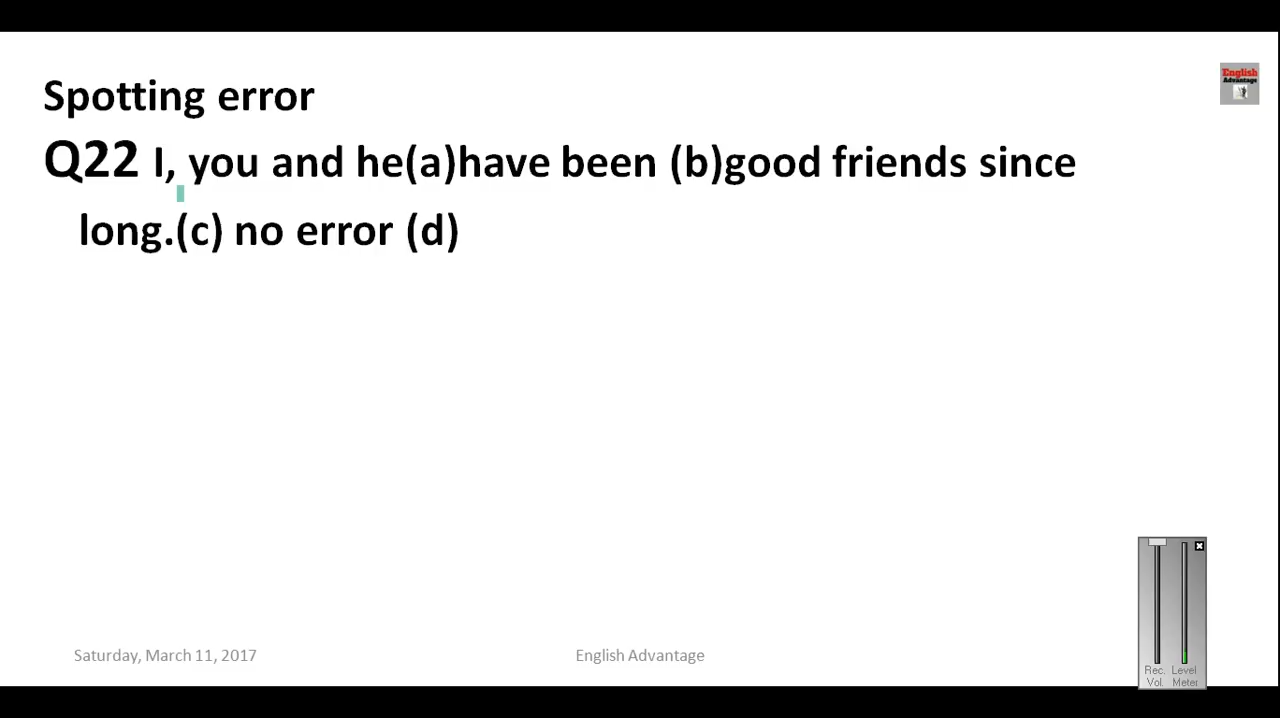 Spotting error
English
Advantage
Q22 I, you and he(a)have been (b)good friends since
long.(c) no error (d)
Rec. Level
Vol. Meter
Saturday, March 11, 2017
English Advantage